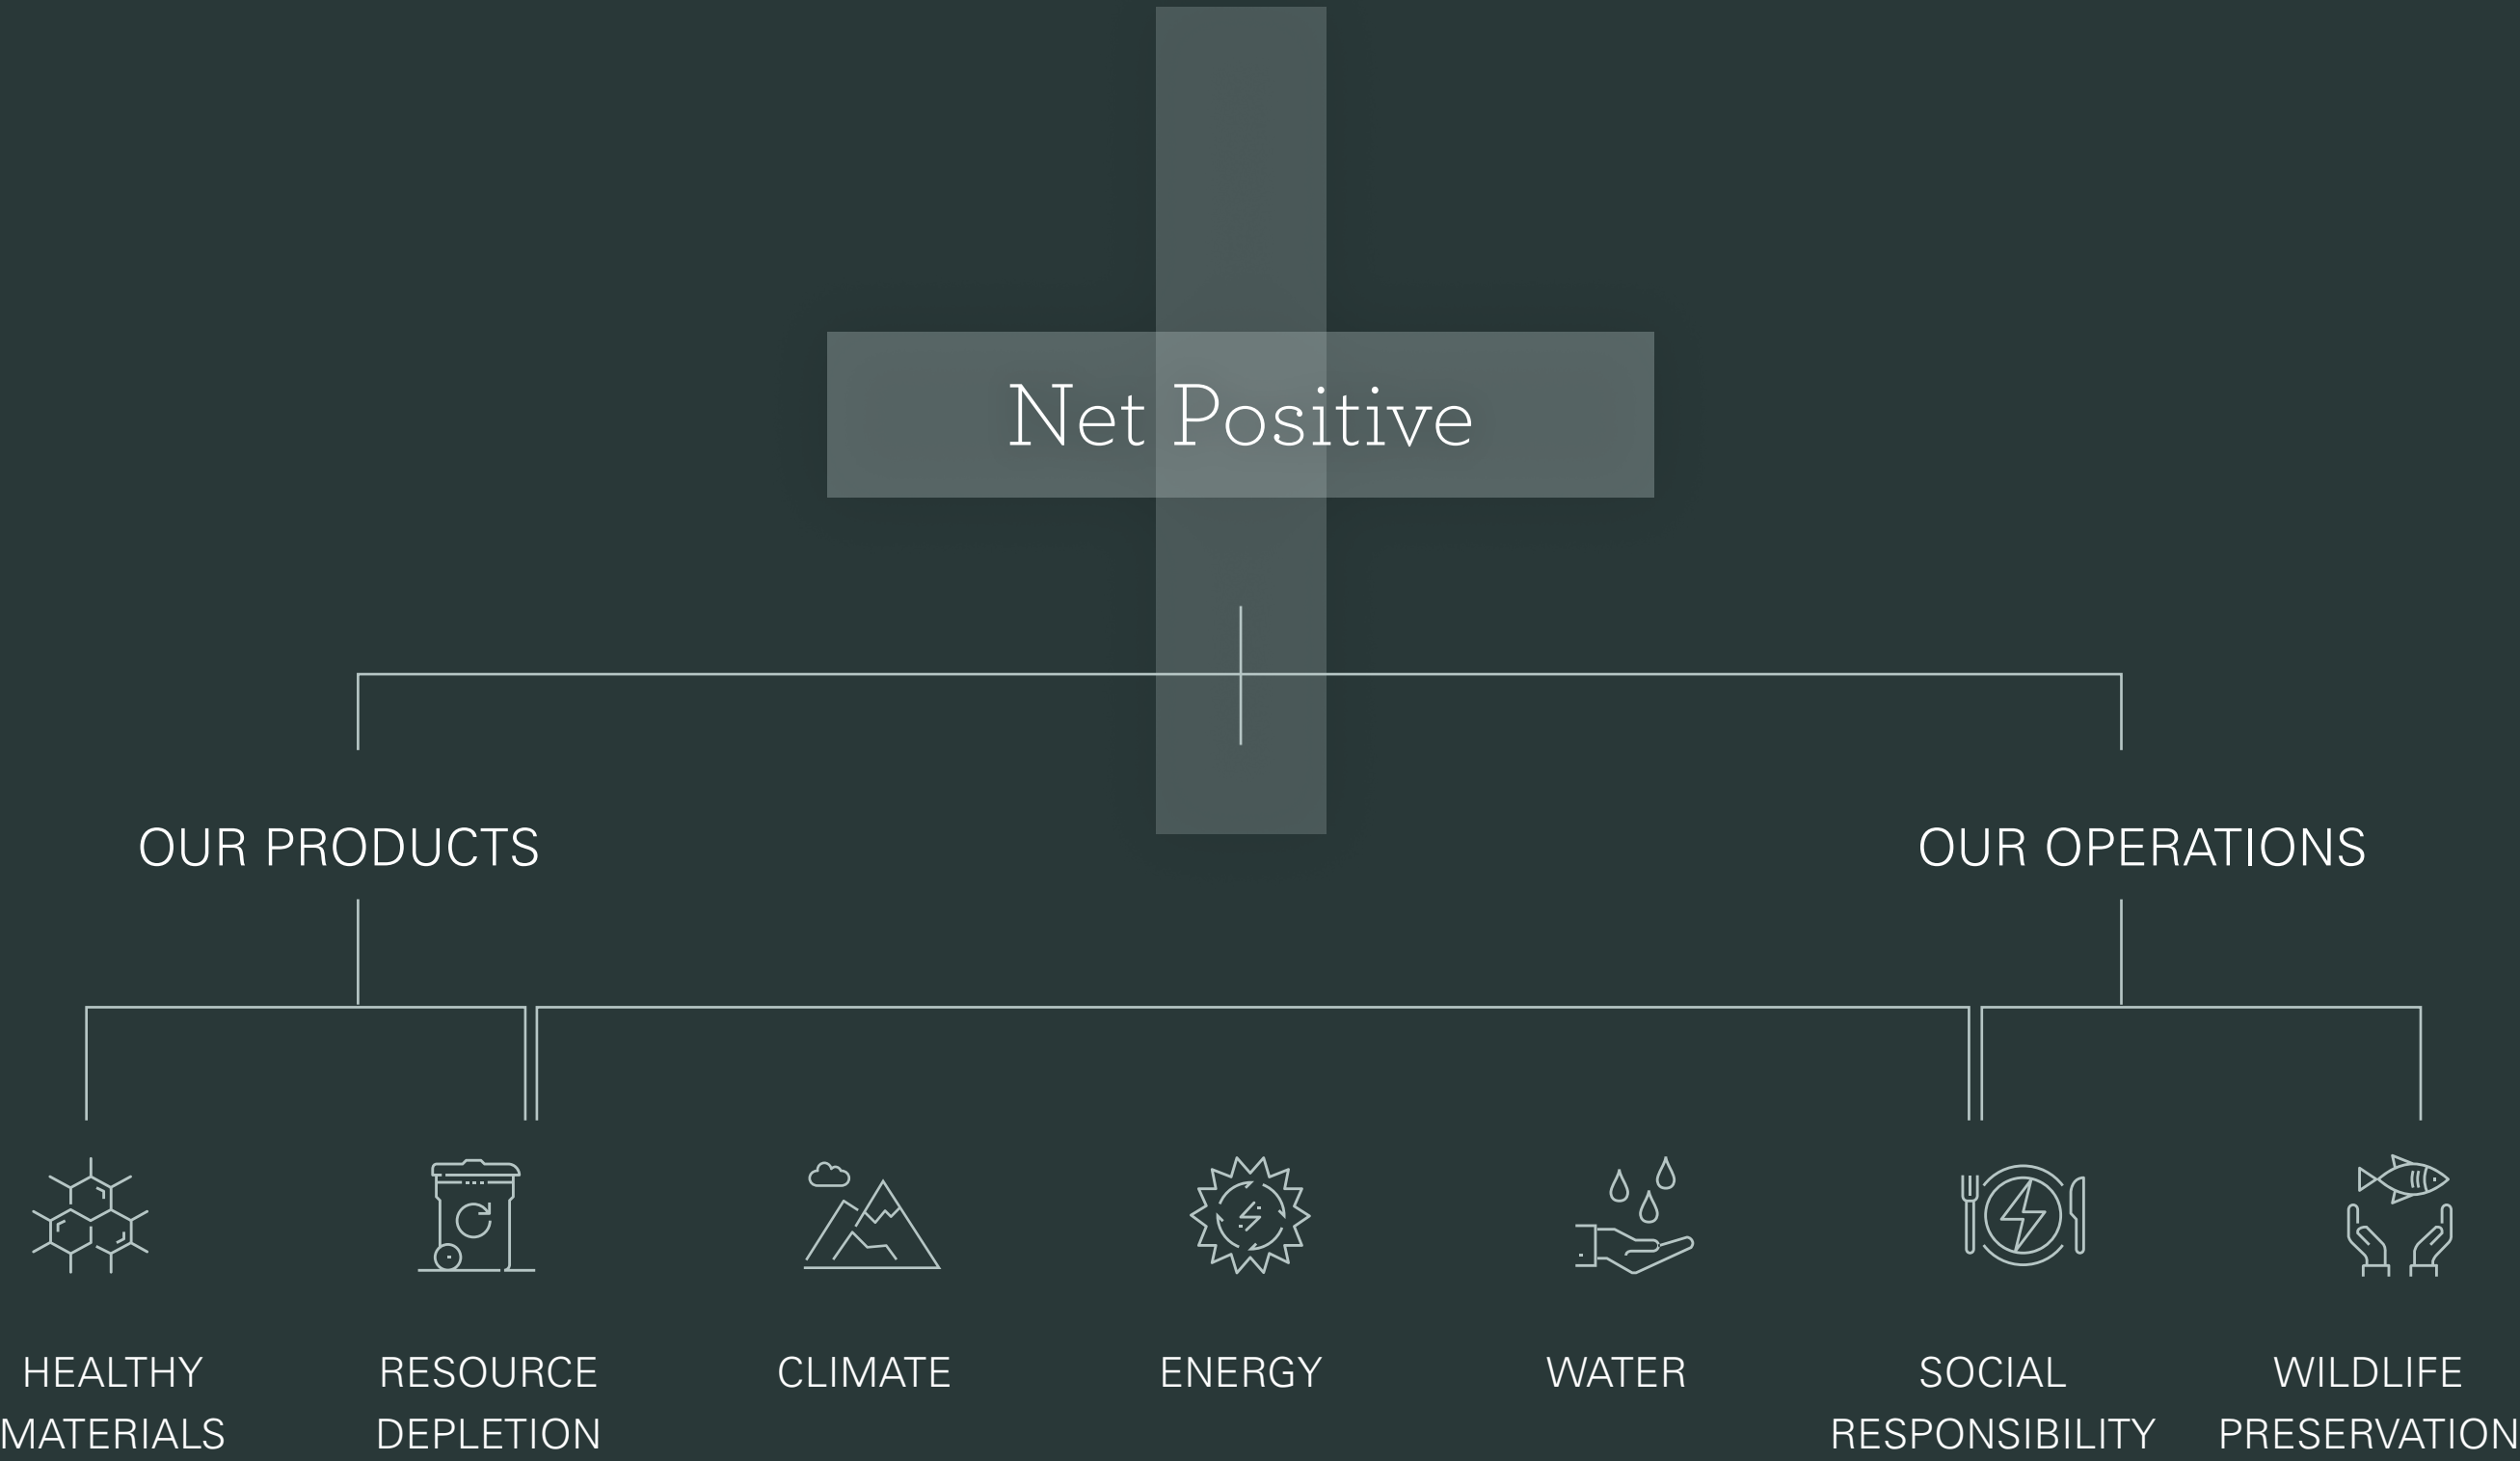 Net Positive
OUR PRODUCTS
OUR OPERATIONS
HEALTHY
MATERIALS
RESOURCE
DEPLETION
CLIMATE
ENERGY
WATER
SOCIAL
RESPONSIBILITY
WILDLIFE
PRESERVATION